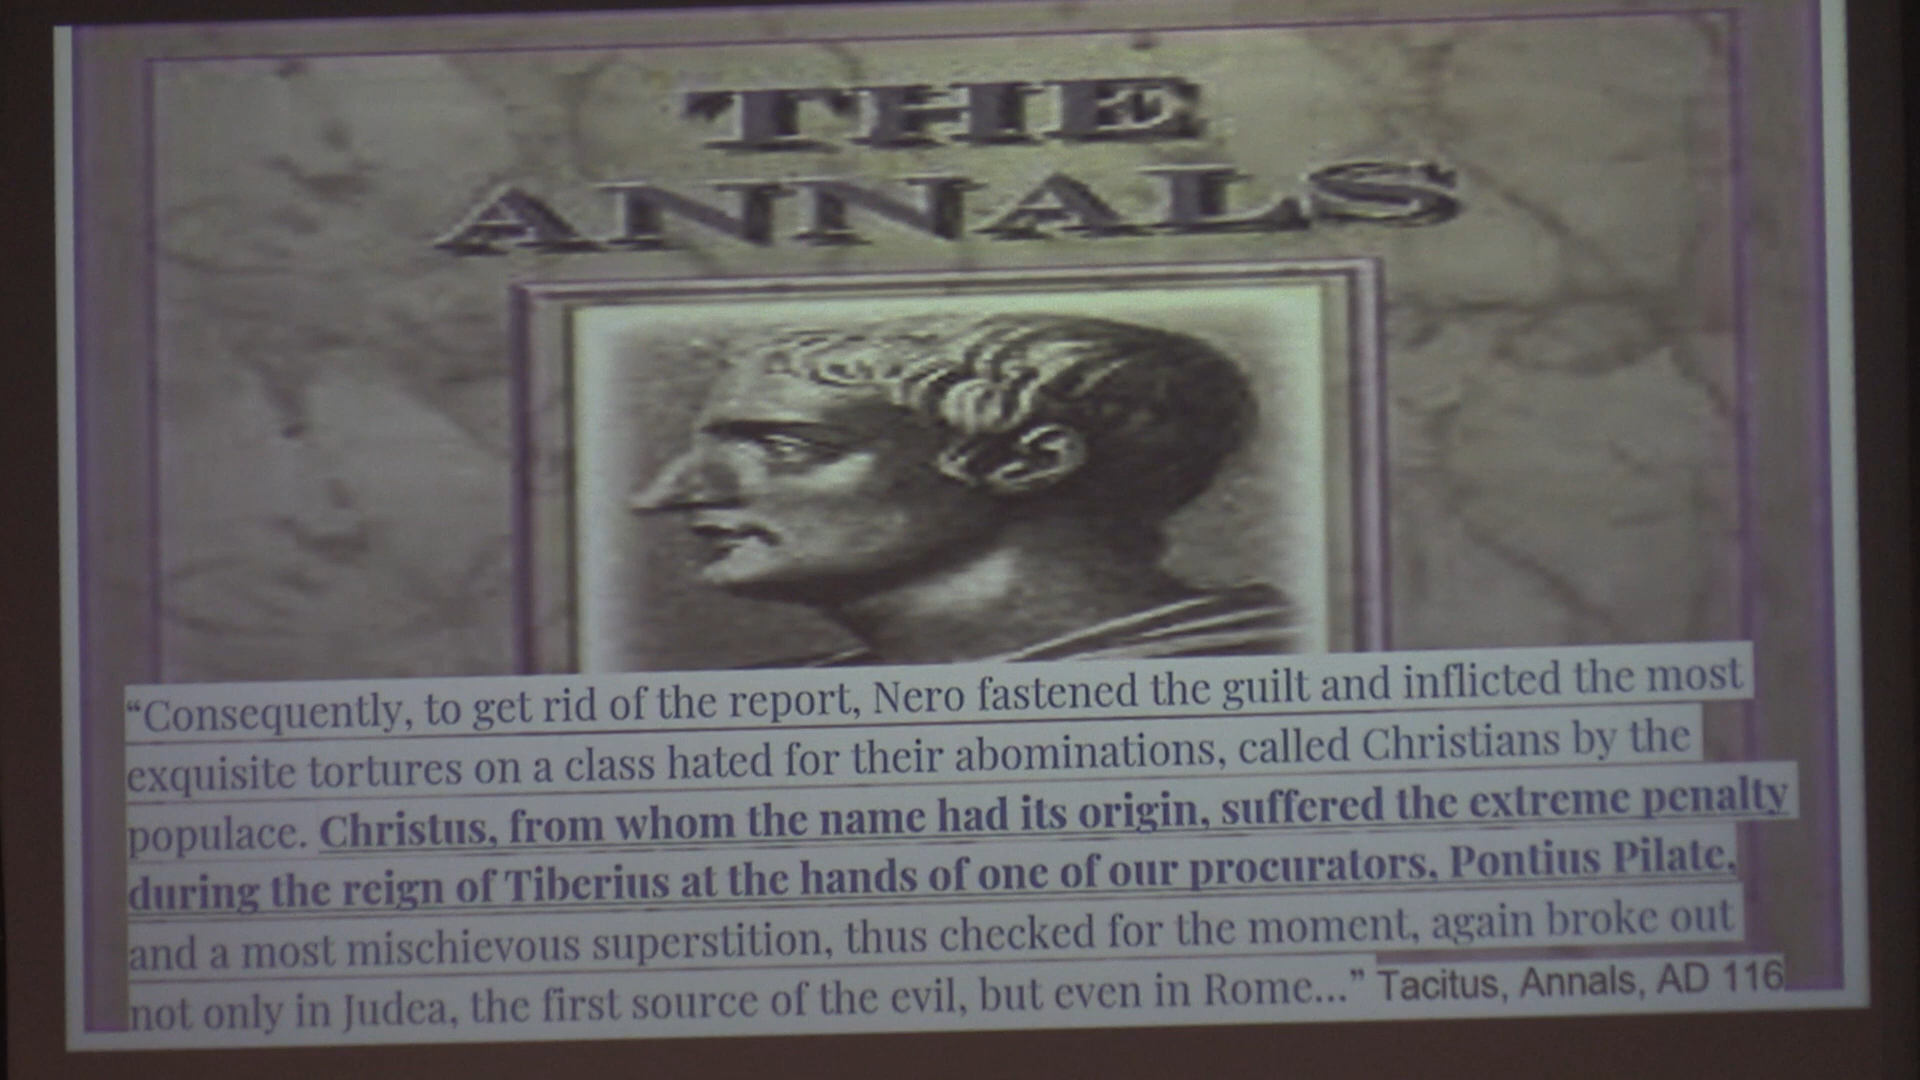 THE
ANNALS
“Consequently, to get rid of the report, Nero fastened the guilt and inflicted the most
exquisite tortures on a class hated for their abominations, called Christians by the
populace. Christus, from whom the name had its origin, suffered the extreme penalty
during the reign of Tiberius at the hands of one of our procurators, Pontius Pilate,
and a most mischievous superstition, thus checked for the moment, again broke out
not only in Judea, the first source of the evil, but even in Rome...” Tacitus, Annals, AD 116